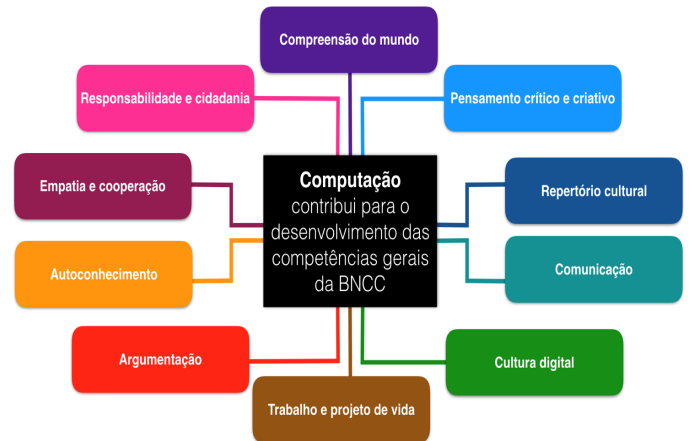 Compreensão do mundo
Responsabilidade e cidadania
Pensamento crítico e criativo
Empatia e cooperação
Computação
contribui para o
desenvolvimento das
competências gerais
da BNCC
Repertório cultural
Autoconhecimento
Comunicação
Argumentação
Cultura digital
Trabalho e projeto de vida